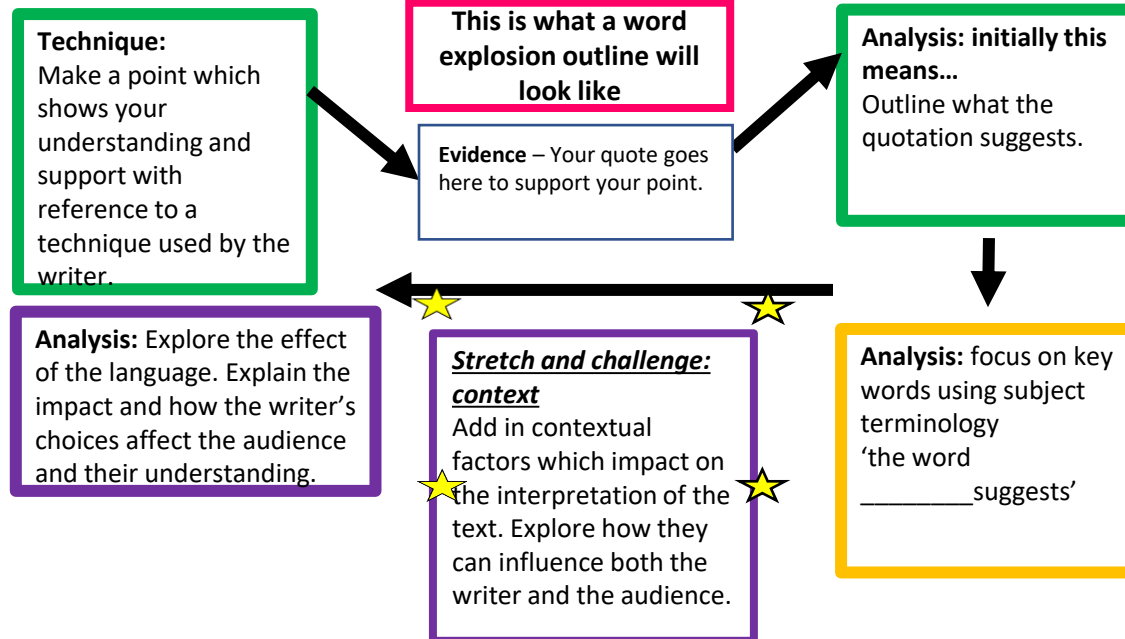 Technique:
Make a point which
shows your
understanding and
support with
reference to a
technique used by the
writer.
This is what a word
explosion outline will
look like
Evidence – Your quote goes
here to support your point.
Analysis: initially this
means…
Outline what the
quotation suggests.
Analysis: focus on key
words using subject
terminology
‘the word
________suggests’
Analysis: Explore the effect
of the language. Explain the
impact and how the writer’s
choices affect the audience
and their understanding.
Stretch and challenge:
context
Add in contextual
factors which impact on
the interpretation of the
text. Explore how they
can influence both the
writer and the audience.